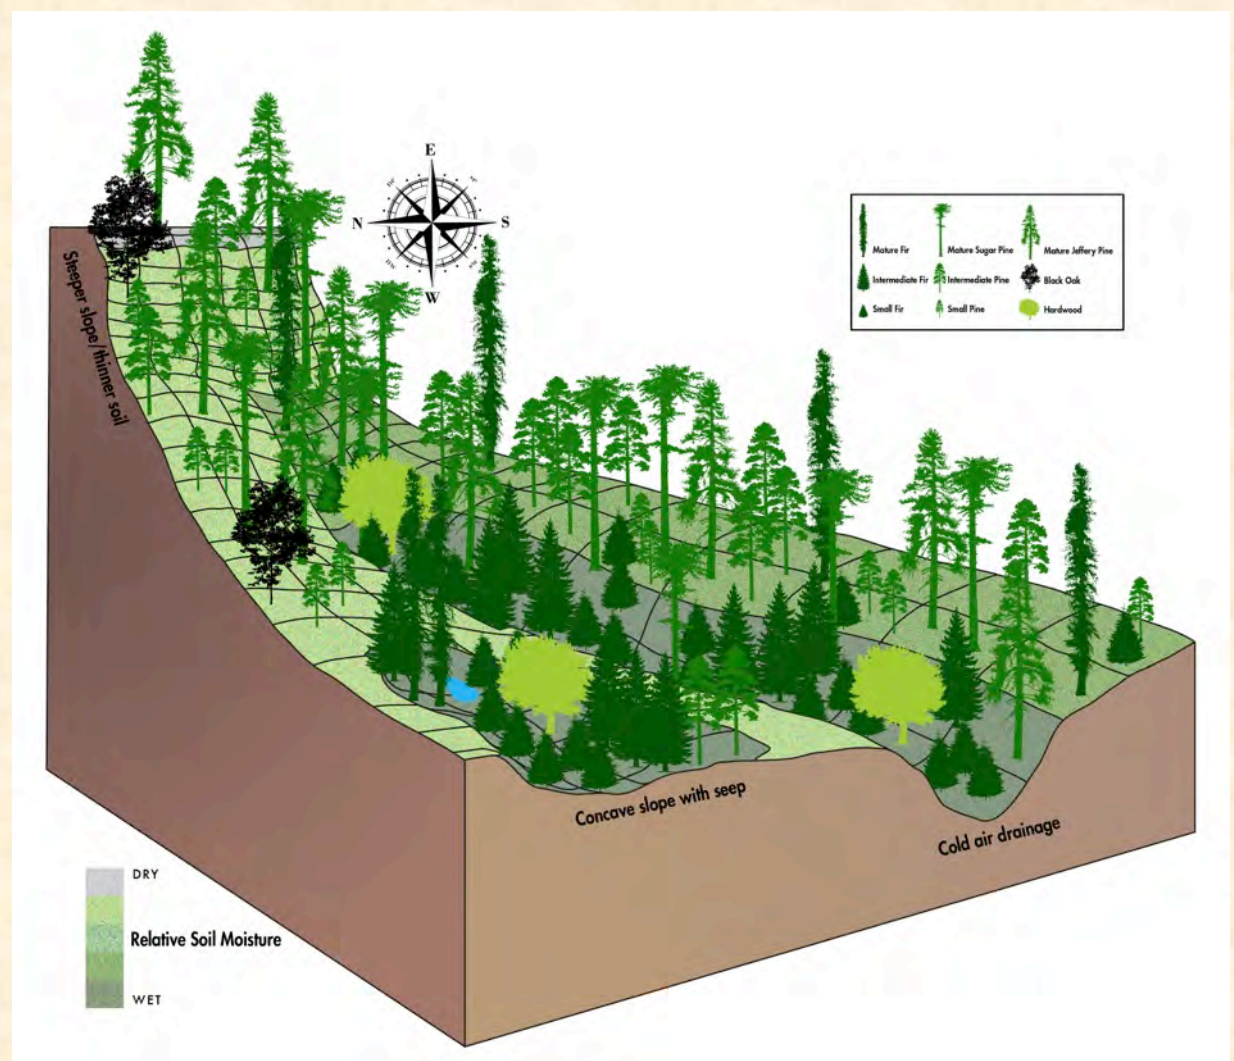 E
N
S
W
Mature Fir
Mature Sugar Pine
Mature Jeffery Pine
Intermediate Fir
Intermediate Pine
Black Oak
Small Fir
Small Pine
Hardwood
Steeper slope/thinner soil
Concave slope with seep
Cold air drainage
DRY
Relative Soil Moisture
WET